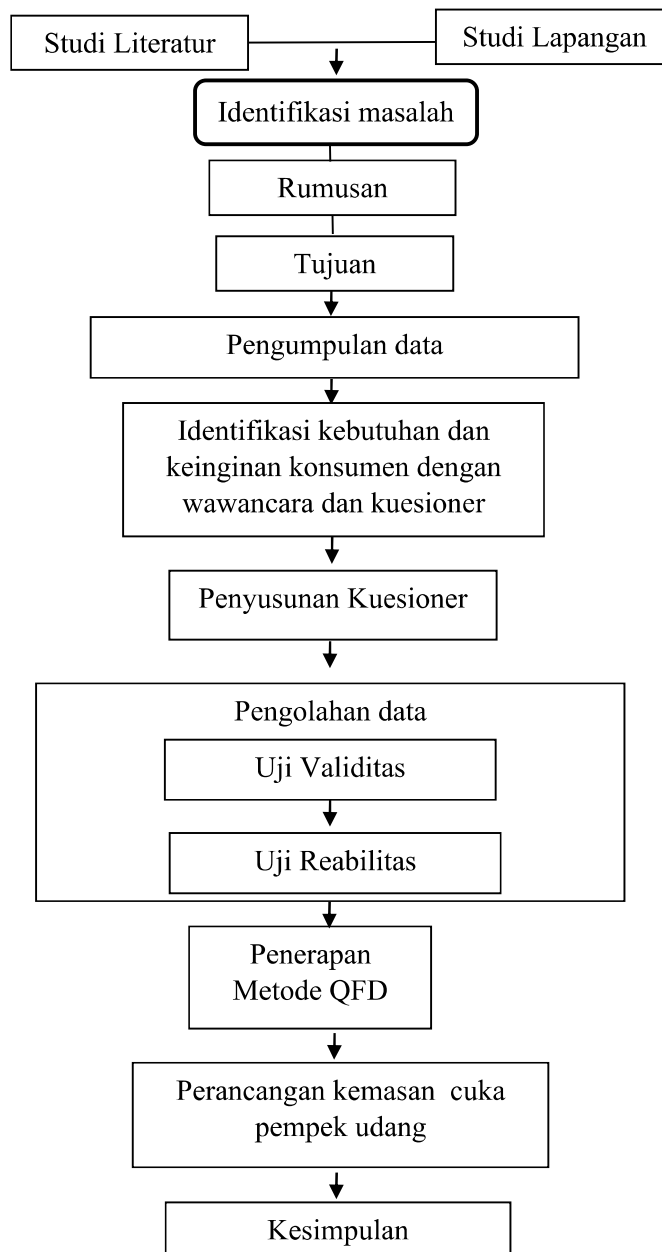 Studi Literatur
Studi Lapangan
Identifikasi masalah
Rumusan
Tujuan
Pengumpulan data
Identifikasi kebutuhan dan
keinginan konsumen dengan
wawancara dan kuesioner
Penyusunan Kuesioner
Pengolahan data
Uji Validitas
Uji Reabilitas
Penerapan
Metode QFD
Perancangan kemasan cuka
pempek udang
Kesimpulan